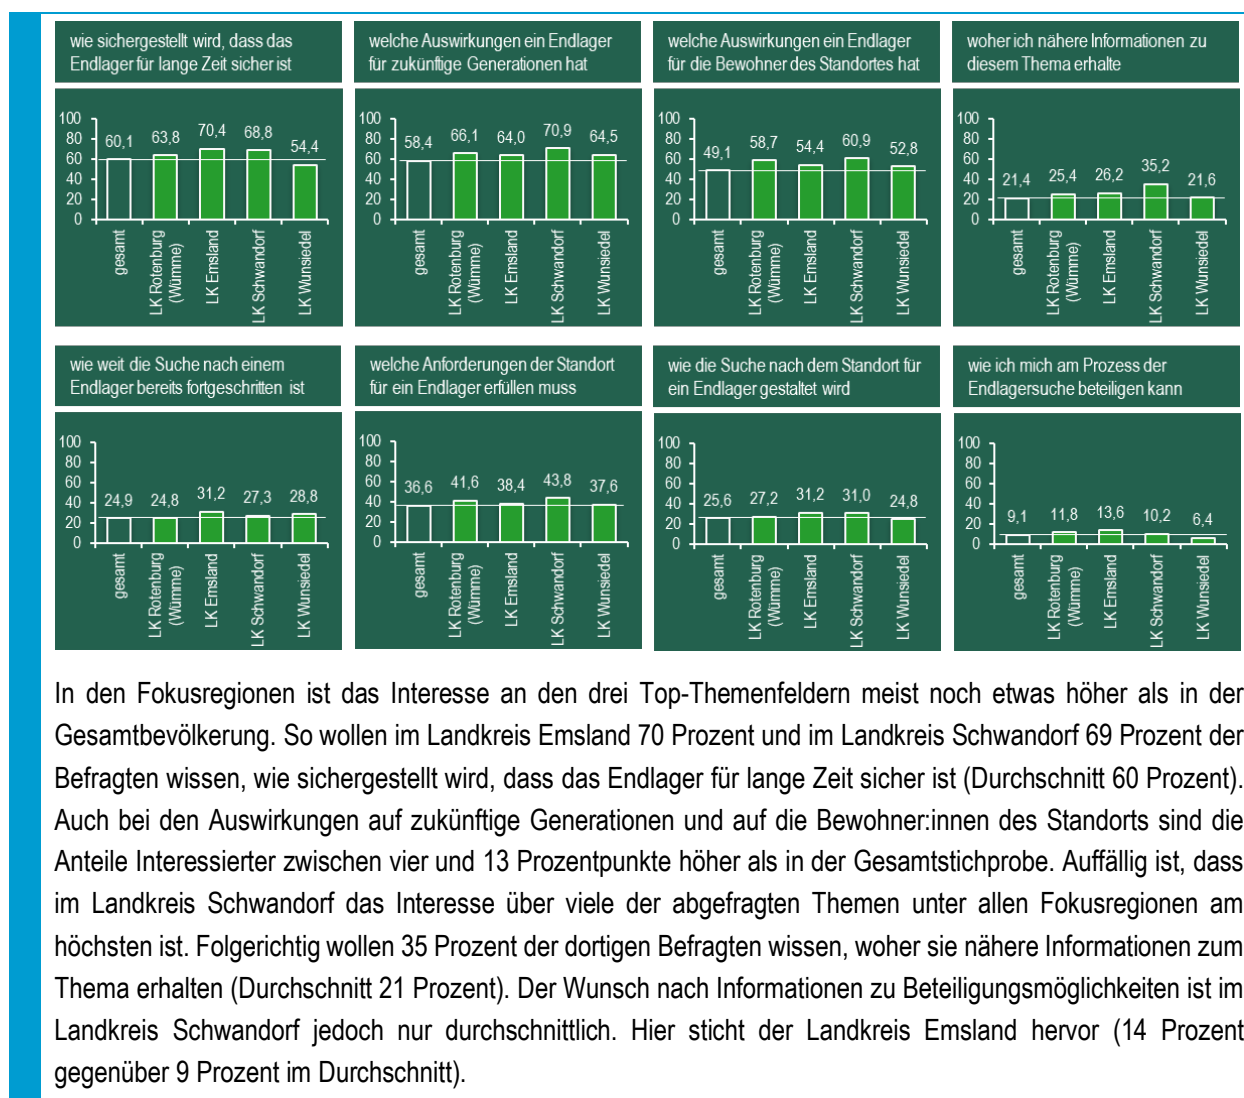 wie sichergestellt wird, dass das
Endlager für lange Zeit sicher ist
100
80
60
40
20
0
60,1
63,8
70,4
68,8
54,4
gesamt
LK Rotenburg
(Wümme)
LK Emsland
LK Schwandorf
LK Wunsiedel
welche Auswirkungen ein Endlager
für zukünftige Generationen hat
100
80
60
40
20
0
58,4
66,1
64,0
70,9
64,5
gesamt
LK Rotenburg
(Wümme)
LK Emsland
LK Schwandorf
LK Wunsiedel
welche Auswirkungen ein Endlager
für die Bewohner des Standortes hat
100
80
60
40
20
0
49,1
58,7
54,4
60,9
52,8
gesamt
LK Rotenburg
(Wümme)
LK Emsland
LK Schwandorf
LK Wunsiedel
woher ich nähere Informationen zu
diesem Thema erhalte
100
80
60
40
20
0
21,4
25,4
26,2
35,2
21,6
gesamt
LK Rotenburg
(Wümme)
LK Emsland
LK Schwandorf
LK Wunsiedel
wie weit die Suche nach einem
Endlager bereits fortgeschritten ist
100
80
60
40
20
0
24,9
24,8
31,2
27,3
28,8
gesamt
LK Rotenburg
(Wümme)
LK Emsland
LK Schwandorf
LK Wunsiedel
welche Anforderungen der Standort
für ein Endlager erfüllen muss
100
80
60
40
20
0
36,6
41,6
38,4
43,8
37,6
gesamt
LK Rotenburg
(Wümme)
LK Emsland
LK Schwandorf
LK Wunsiedel
wie die Suche nach dem Standort für
ein Endlager gestaltet wird
100
80
60
40
20
0
25,6
27,2
31,2
31,0
24,8
gesamt
LK Rotenburg
(Wümme)
LK Emsland
LK Schwandorf
LK Wunsiedel
wie ich mich am Prozess der
Endlagersuche beteiligen kann
100
80
60
40
20
0
9,1
11,8
13,6
10,2
6,4
gesamt
LK Rotenburg
(Wümme)
LK Emsland
LK Schwandorf
LK Wunsiedel
In den Fokusregionen ist das Interesse an den drei Top-Themenfeldern meist noch etwas höher als in der
Gesamtbevölkerung. So wollen im Landkreis Emsland 70 Prozent und im Landkreis Schwandorf 69 Prozent der
Befragten wissen, wie sichergestellt wird, dass das Endlager für lange Zeit sicher ist (Durchschnitt 60 Prozent).
Auch bei den Auswirkungen auf zukünftige Generationen und auf die Bewohner:innen des Standorts sind die
Anteile Interessierter zwischen vier und 13 Prozentpunkte höher als in der Gesamtstichprobe. Auffällig ist, dass
im Landkreis Schwandorf das Interesse über viele der abgefragten Themen unter allen Fokusregionen am
höchsten ist. Folgerichtig wollen 35 Prozent der dortigen Befragten wissen, woher sie nähere Informationen zum
Thema erhalten (Durchschnitt 21 Prozent). Der Wunsch nach Informationen zu Beteiligungsmöglichkeiten ist im
Landkreis Schwandorf jedoch nur durchschnittlich. Hier sticht der Landkreis Emsland hervor (14 Prozent
gegenüber 9 Prozent im Durchschnitt).